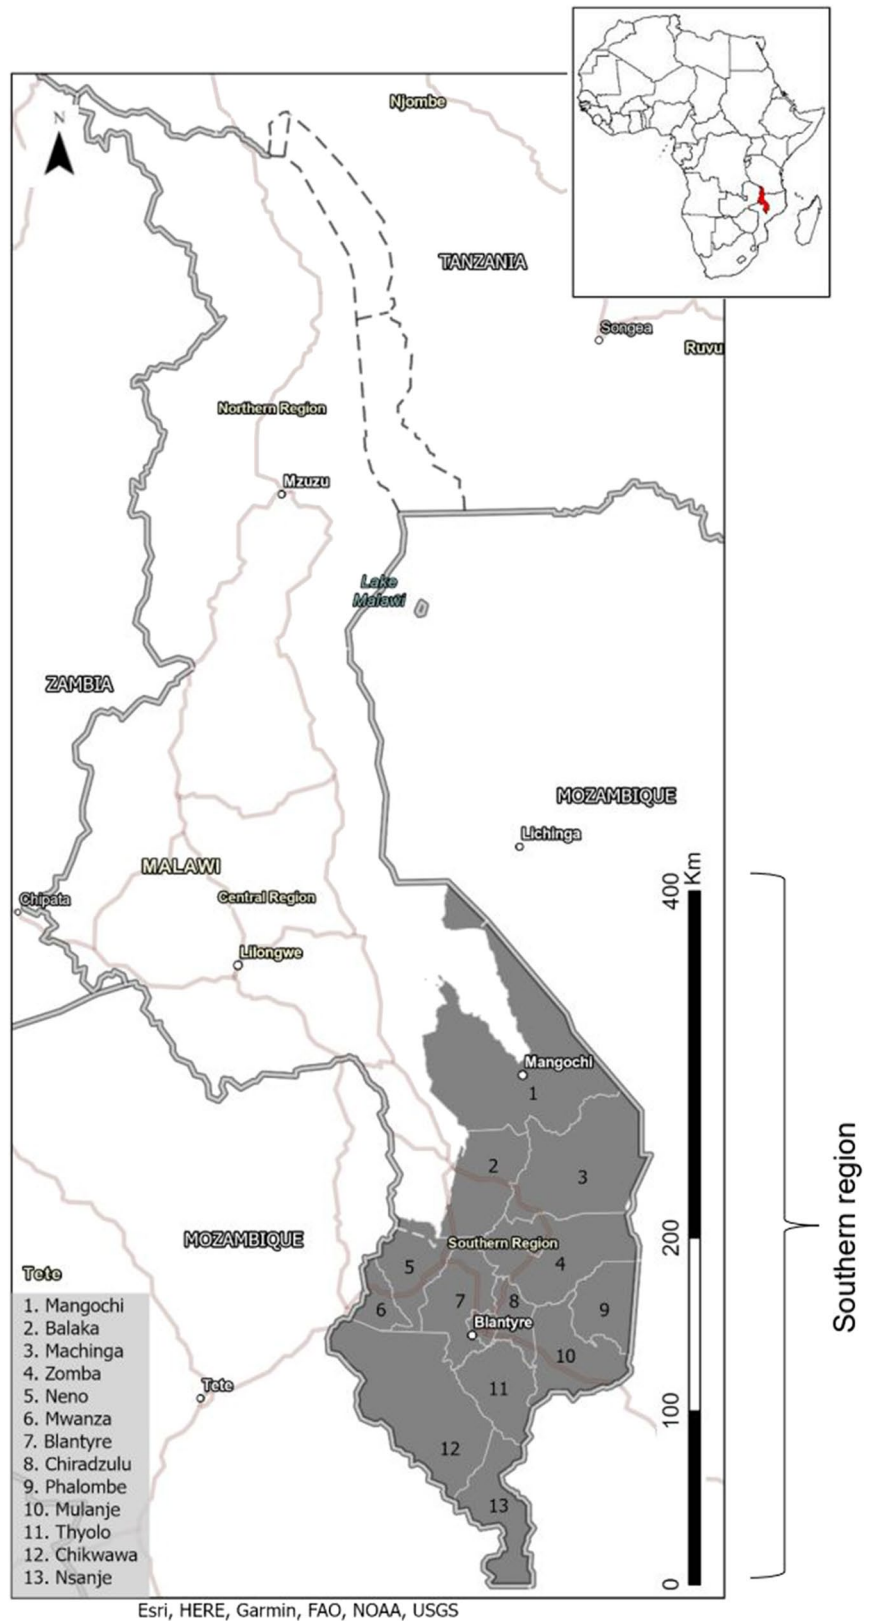 N
Njombe
TANZANIA
Songea
Ruvu
Northern Region
Mzuzu
Lake
Malawi
ZAMBIA
MOZAMBIQUE
Lichinga
MALAWI
Chipata
Central Region
Lilongwe
Km
400
Mangochi
1
2
3
200
MOZAMBIQUE
Southern Region
Southern region
Tete
4
5
6
7
8
9
Blantyre
10
1. Mangochi
2. Balaka
3. Machinga
4. Zomba
5. Neno
6. Mwanza
7. Blantyre
8. Chiradzulu
9. Phalombe
10. Mulanje
11. Thyolo
12. Chikwawa
13. Nsanje
Tete
11
100
12
13
0
Esri, HERE, Garmin, FAO, NOAA, USGS